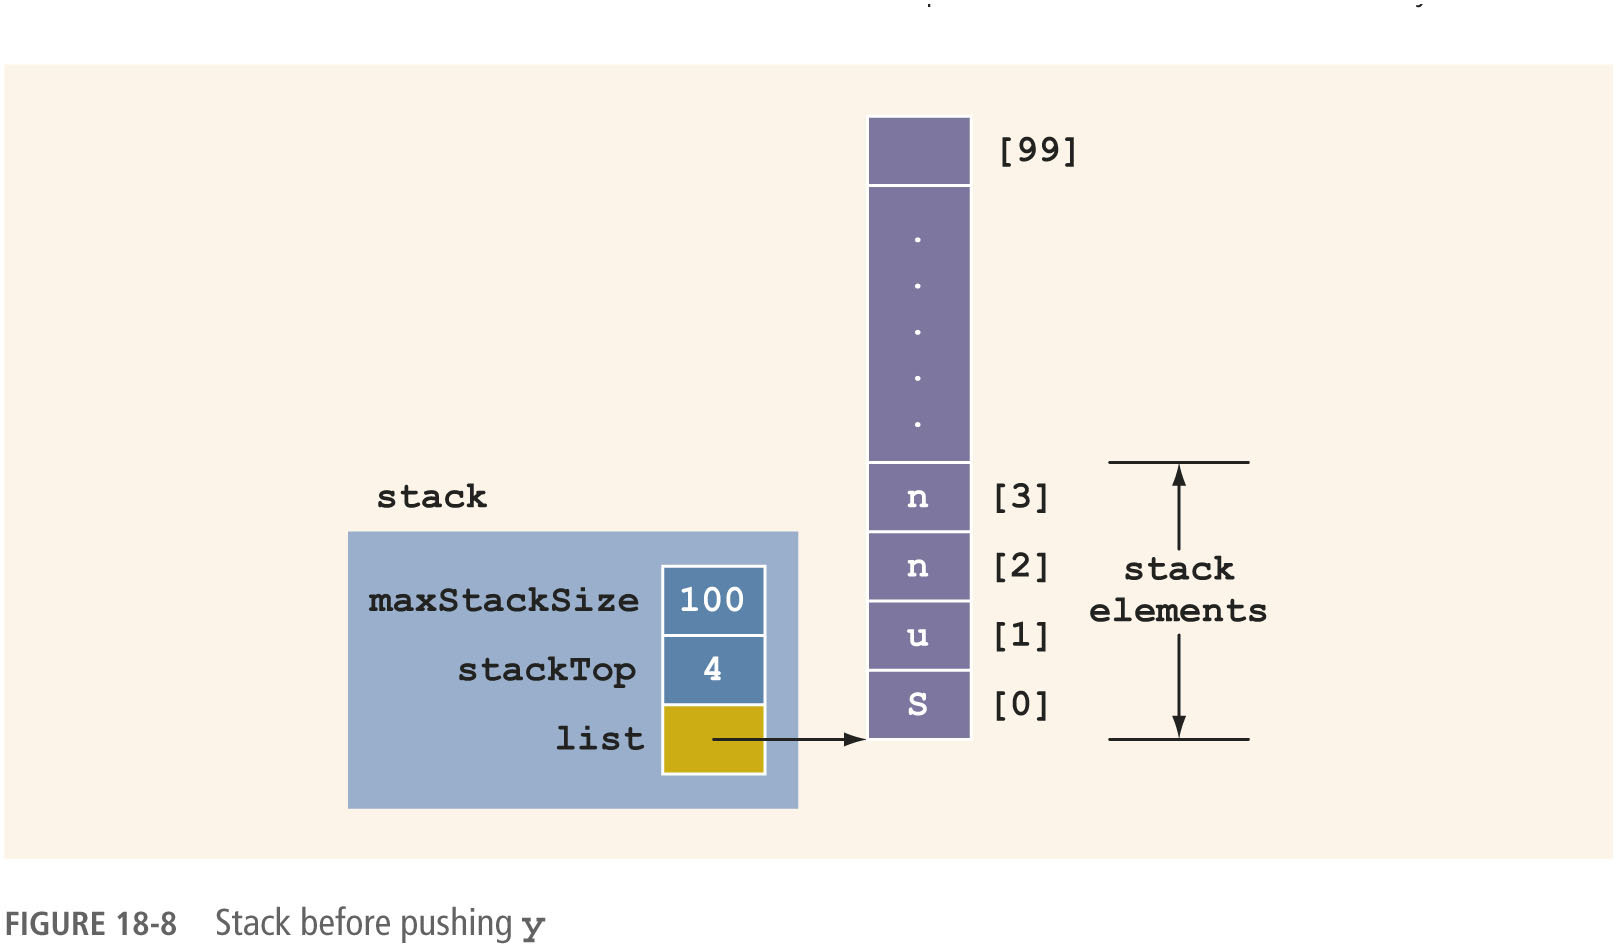 [99]
.
.
.
.
.
stack
n [3]
n [2]
u [1]
S [0]
stack
elements
maxStackSize 100
stackTop 4
list
FIGURE 18-8 Stack before pushing y